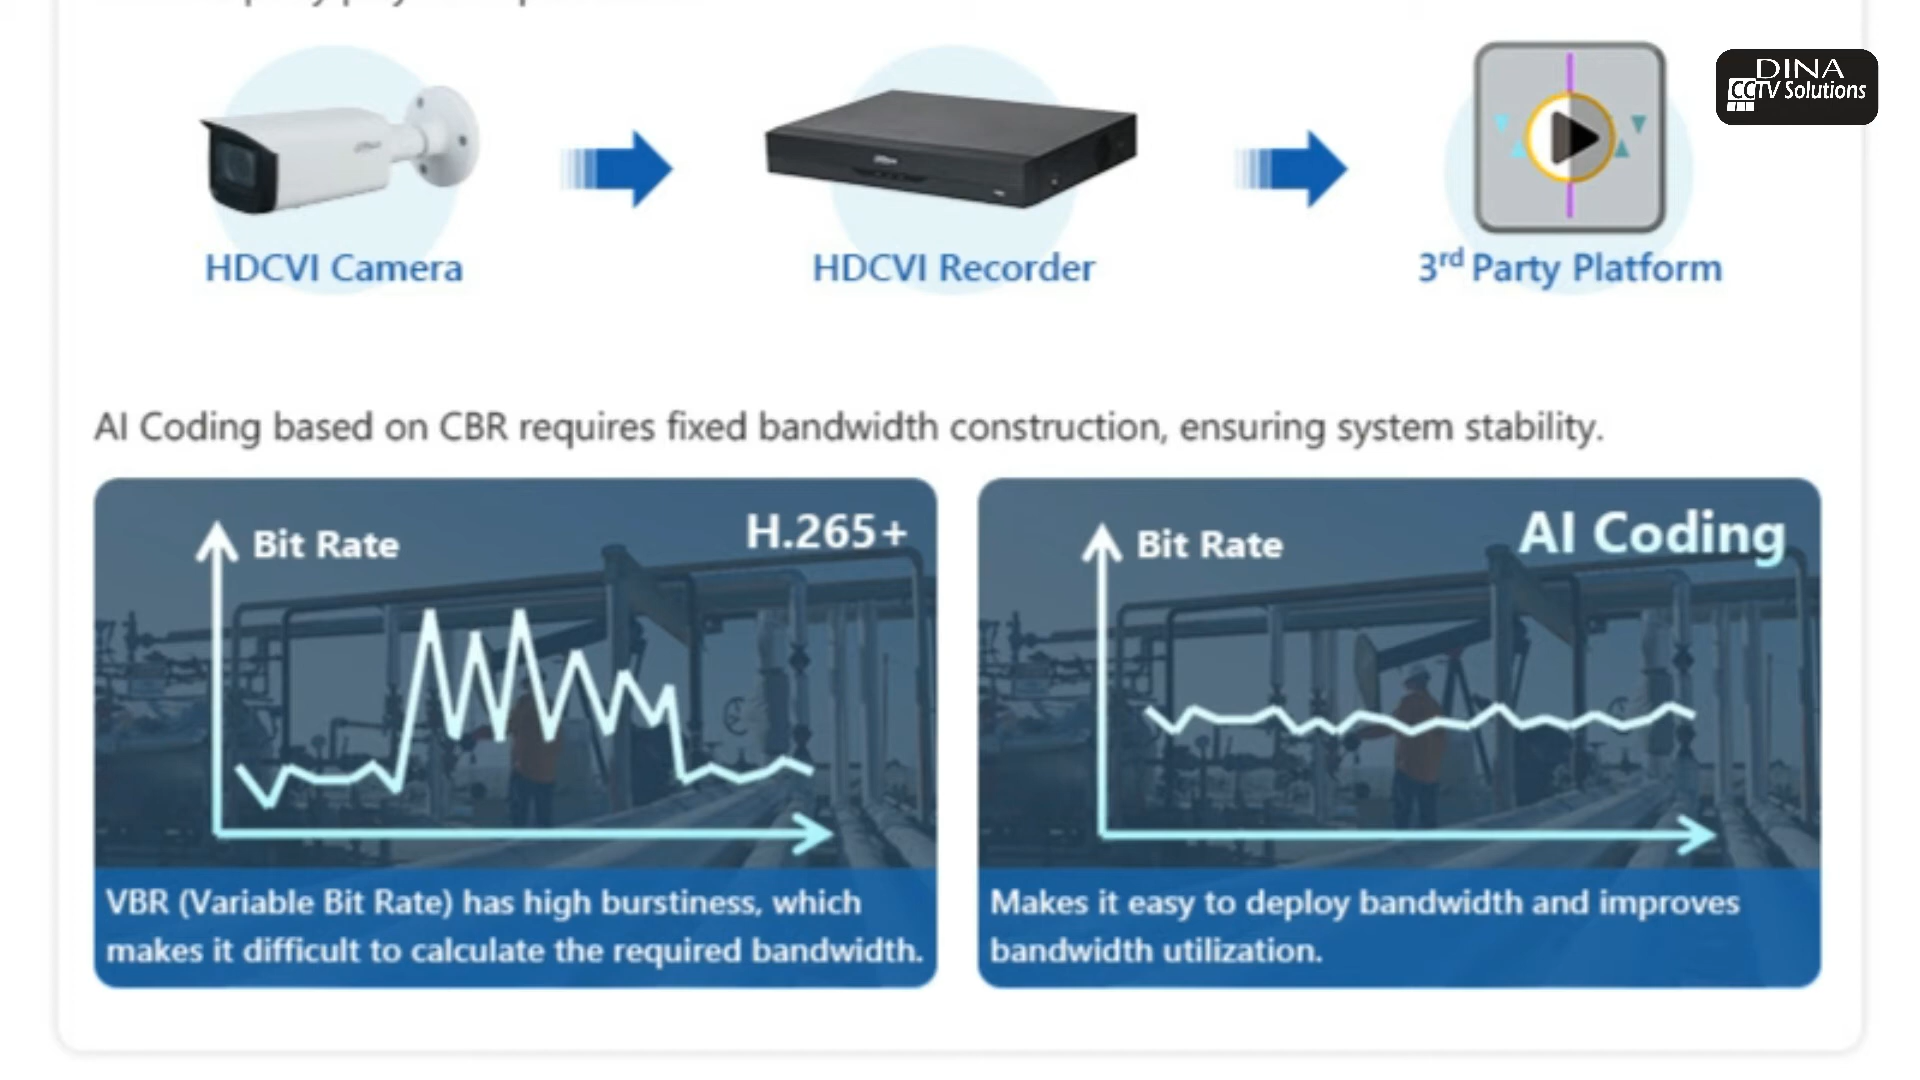 DINA
CCTV Solutions
HDCVI Camera
HDCVI Recorder
3rd Party Platform
AI Coding based on CBR requires fixed bandwidth construction, ensuring system stability.
Bit Rate
H.265+
VBR (Variable Bit Rate) has high burstiness, which
makes it difficult to calculate the required bandwidth.
Bit Rate
AI Coding
Makes it easy to deploy bandwidth and improves
bandwidth utilization.